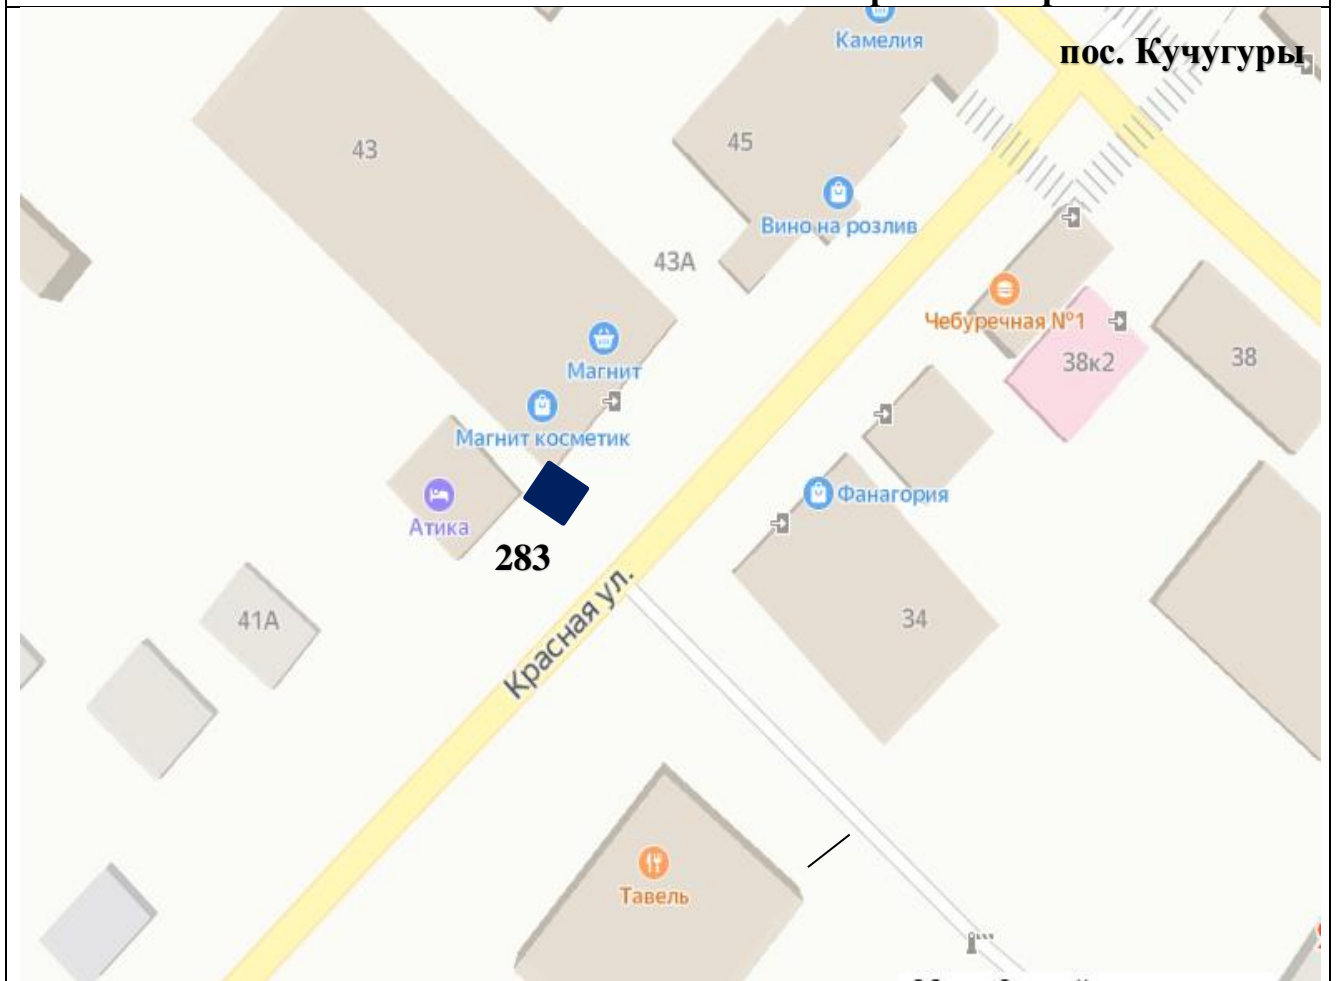 Камелия
пос. Кучугуры
43
45
Вино на розлив
43А
Чебуречная №1
38к2
38
Магнит
Магнит косметик
Атика
Фанагория
283
Красная ул.
41А
34
Тавель